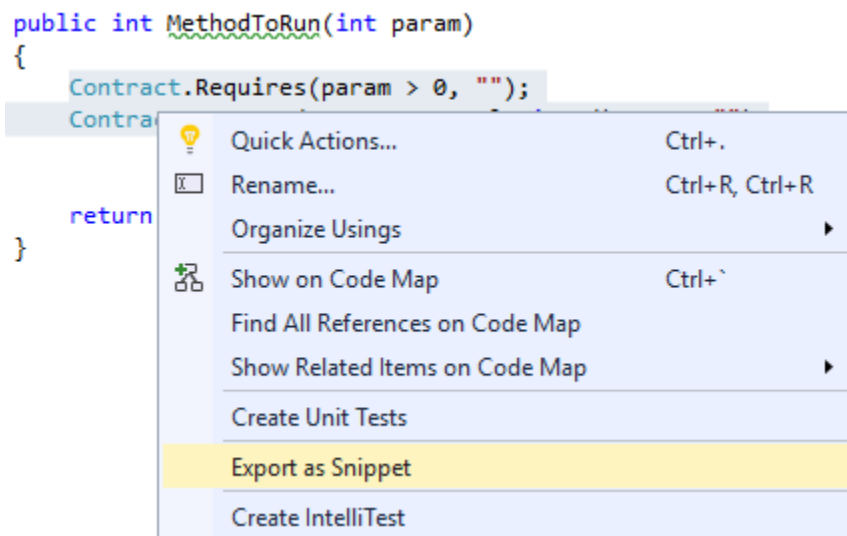 public int MethodToRun(int param)
{
Contract.Requires(param > 0, "");
Contrac
Quick Actions... Ctrl+.
Rename... Ctrl+R, Ctrl+R
return
Organize Usings
}
Show on Code Map Ctrl+`
Find All References on Code Map
Show Related Items on Code Map
Create Unit Tests
Export as Snippet
Create IntelliTest